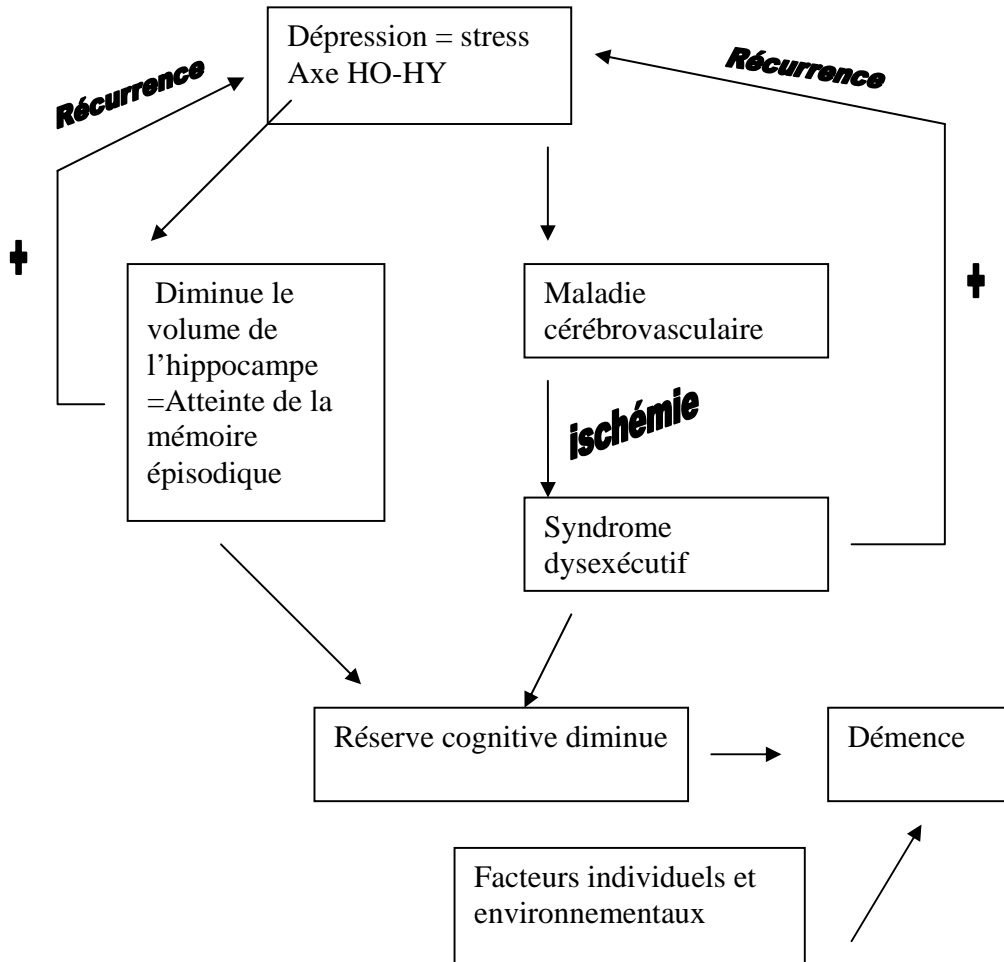 Dépression = stress
Axe HO-HY
Récurrence
Récurrence
+
+
Diminue le
volume de
l’hippocampe
=Atteinte de la
mémoire
épisodique
Maladie
cérébrovasculaire
ischémie
Syndrome
dysexécutif
Réserve cognitive diminue
Démence
Facteurs individuels et
environnementaux